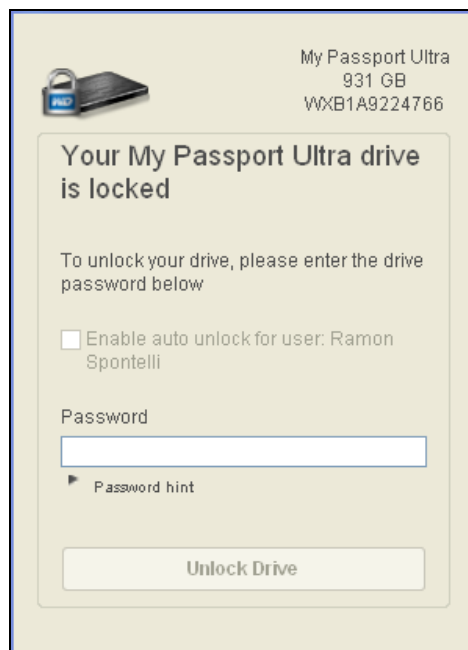 My Passport Ultra
931 GB
WXB1A9224766
WD
Your My Passport Ultra drive
is locked
To unlock your drive, please enter the drive
password below
Enable auto unlock for user: Ramon
Spontelli
Password
Password hint
Unlock Drive